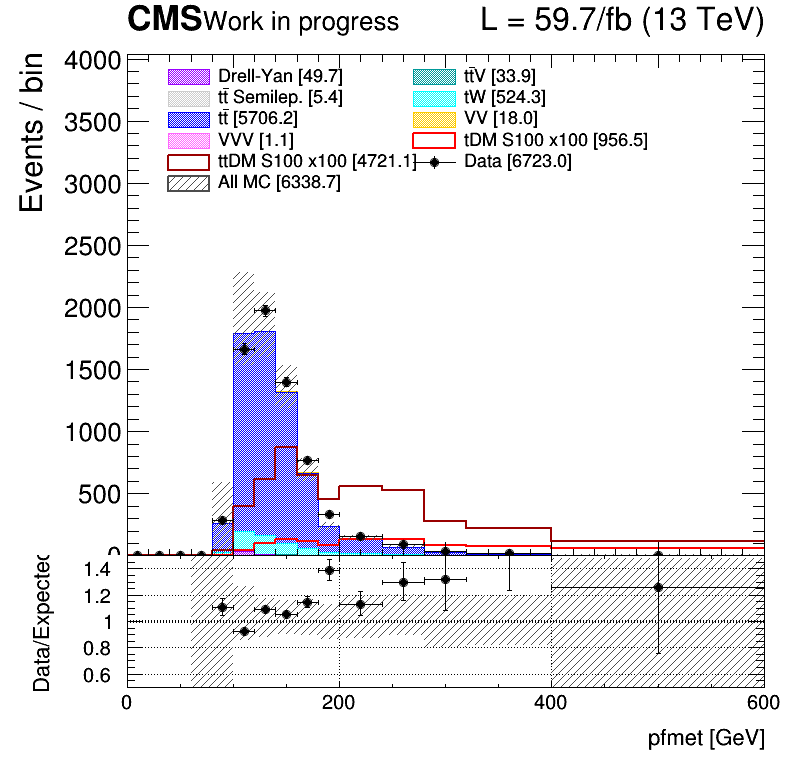 CMS Work in progress L = 59.7/fb (13 TeV)
Events / bin
4000
3500
3000
2500
2000
1500
1000
500
0
Drell-Yan [49.7]
tt̄V [33.9]
tt̄ Semilep. [5.4]
tW [524.3]
tt̄ [5706.2]
VV [18.0]
VVV [1.1]
tDM S100 x100 [956.5]
ttDM S100 x100 [4721.1]
Data [6723.0]
All MC [6338.7]
Data/Expected
1.4
1.2
1
0.8
0.6
0 200 400 600
pfmet [GeV]